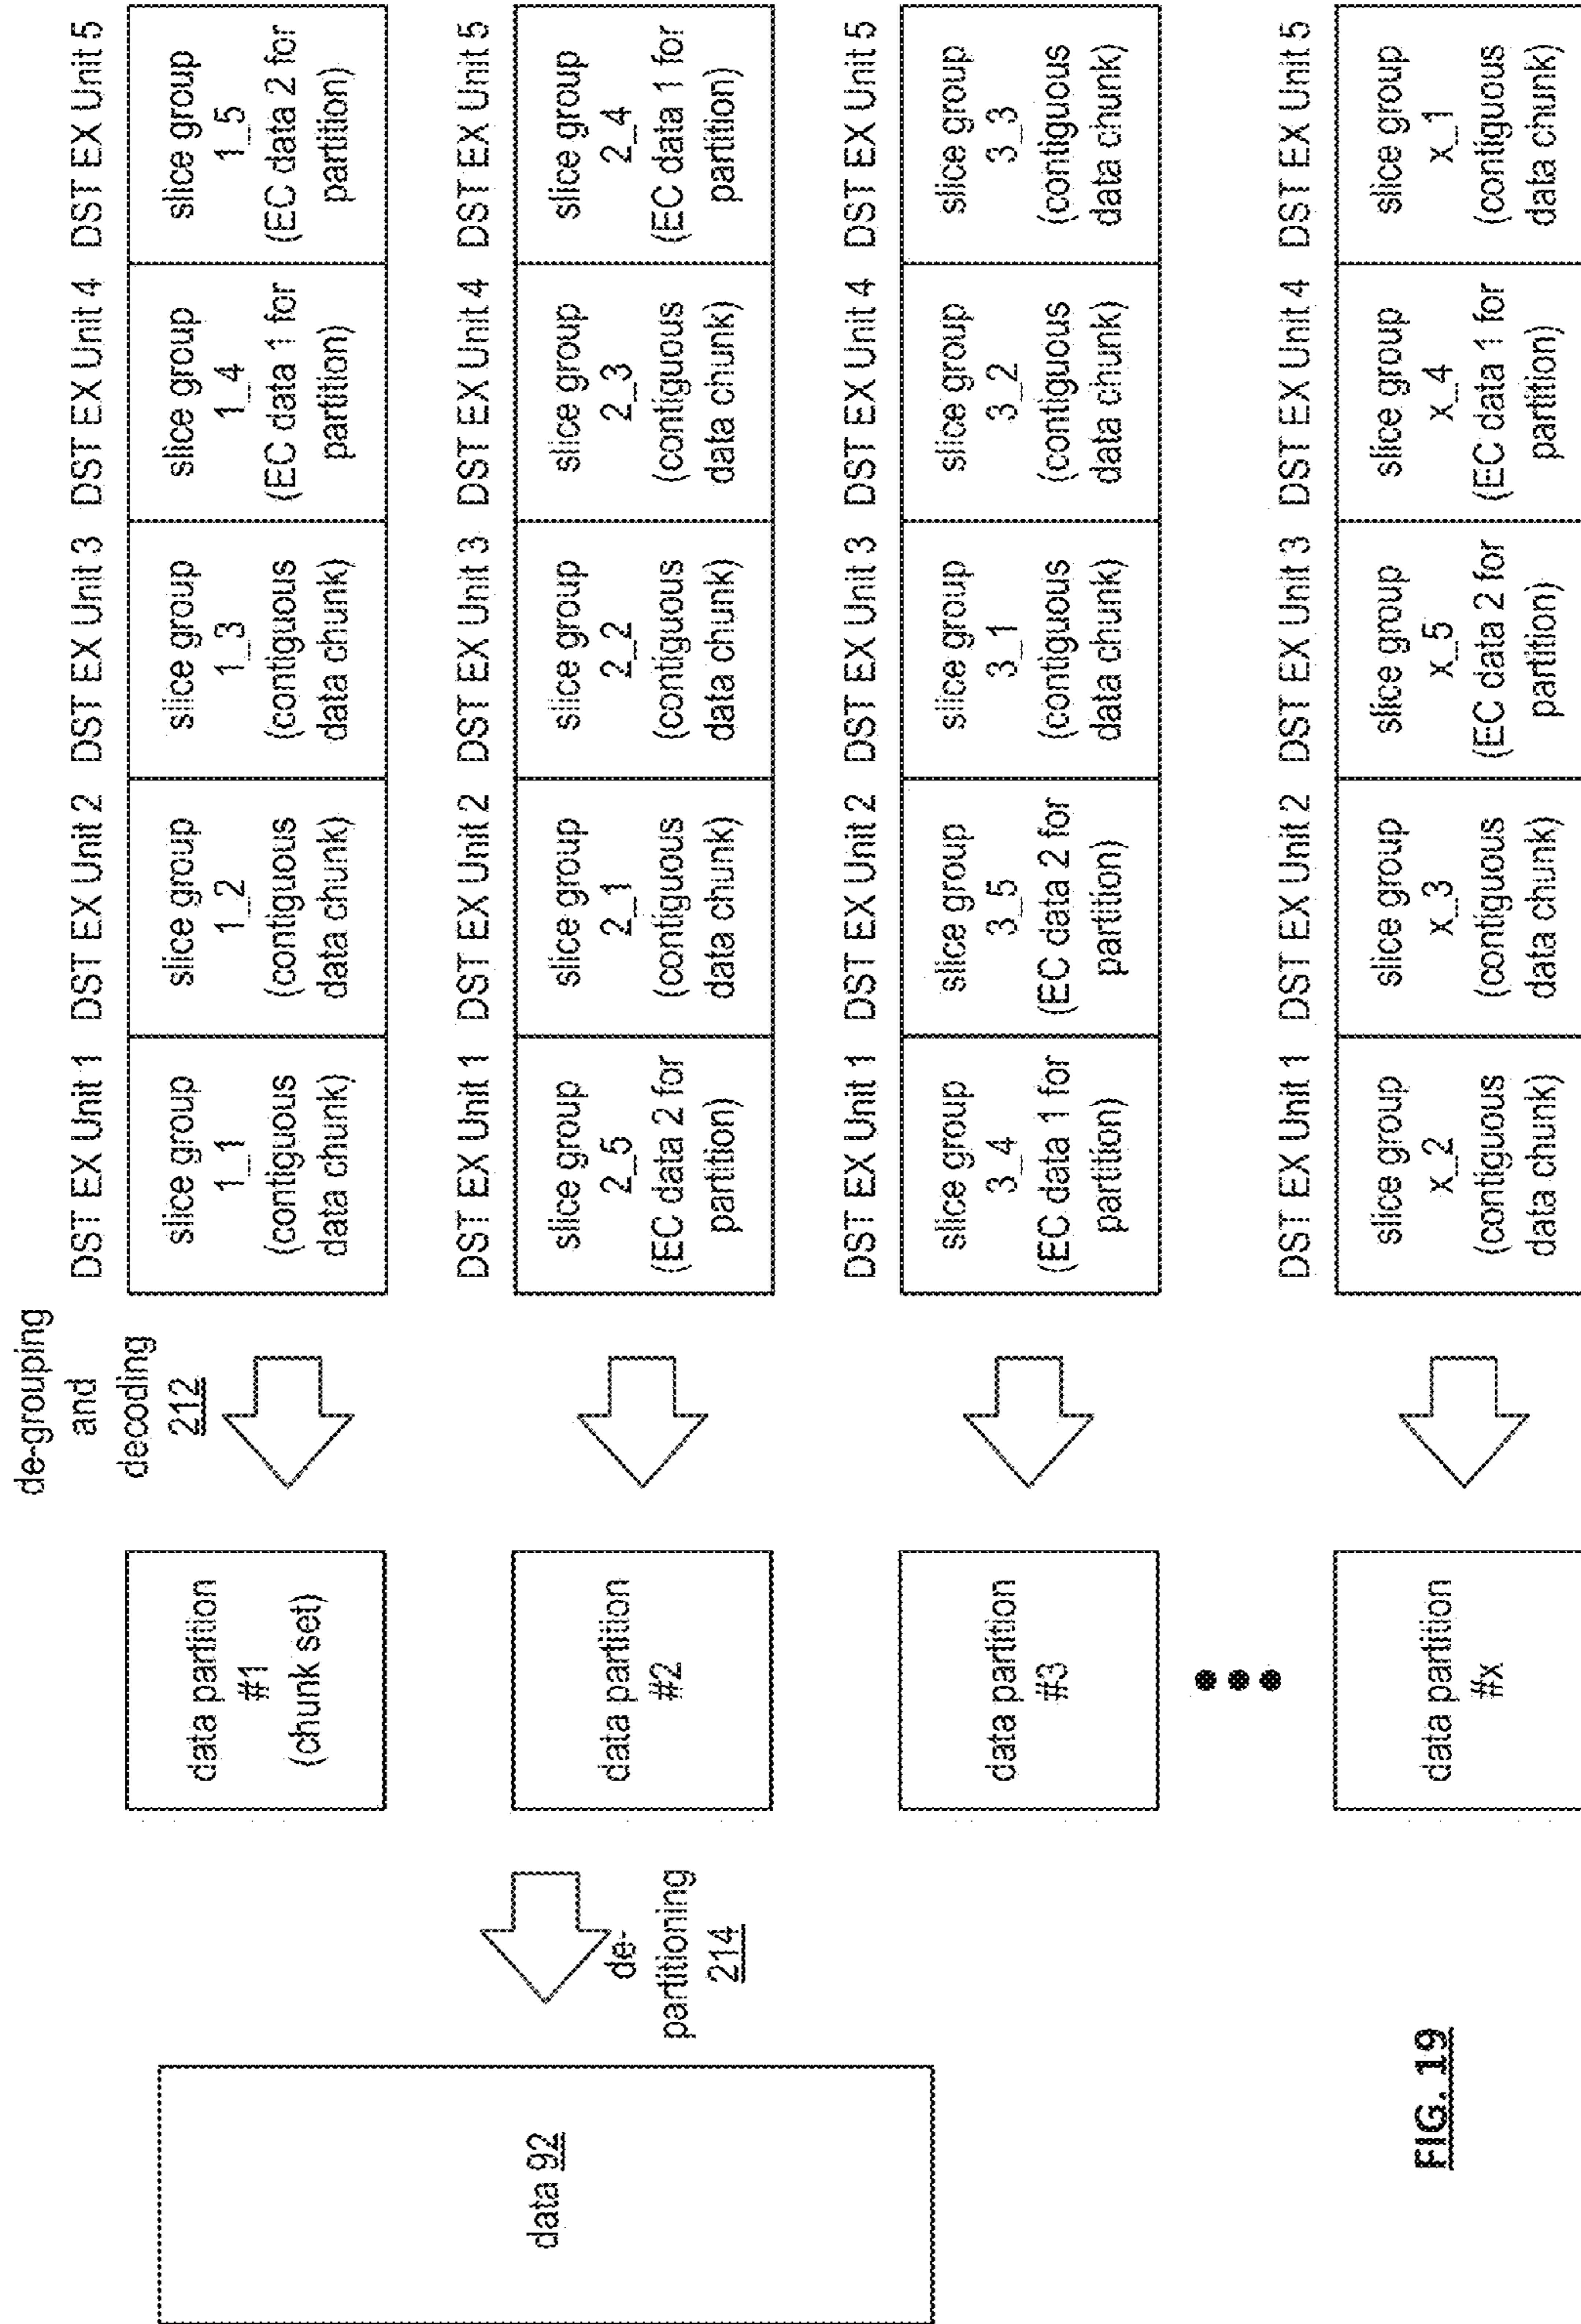 de-grouping
and
decoding
212
DST EX Unit 1 DST EX Unit 2 DST EX Unit 3 DST EX Unit 4 DST EX Unit 5
data partition
#1
(chunk set)
slice group
1_1
(contiguous
data chunk)
slice group
1_2
(contiguous
data chunk)
slice group
1_3
(contiguous
data chunk)
slice group
1_4
(EC data 1 for
partition)
slice group
1_5
(EC data 2 for
partition)
DST EX Unit 1 DST EX Unit 2 DST EX Unit 3 DST EX Unit 4 DST EX Unit 5
data 92
de-
partitioning
214
data partition
#2
slice group
2_5
(EC data 2 for
partition)
slice group
2_1
(contiguous
data chunk)
slice group
2_2
(contiguous
data chunk)
slice group
2_3
(contiguous
data chunk)
slice group
2_4
(EC data 1 for
partition)
DST EX Unit 1 DST EX Unit 2 DST EX Unit 3 DST EX Unit 4 DST EX Unit 5
data partition
#3
slice group
3_4
(EC data 1 for
partition)
slice group
3_5
(EC data 2 for
partition)
slice group
3_1
(contiguous
data chunk)
slice group
3_2
(contiguous
data chunk)
slice group
3_3
(contiguous
data chunk)
DST EX Unit 1 DST EX Unit 2 DST EX Unit 3 DST EX Unit 4 DST EX Unit 5
data partition
#x
slice group
x_2
(contiguous
data chunk)
slice group
x_3
(contiguous
data chunk)
slice group
x_5
(EC data 2 for
partition)
slice group
x_4
(EC data 1 for
partition)
slice group
x_1
(contiguous
data chunk)
FIG. 19